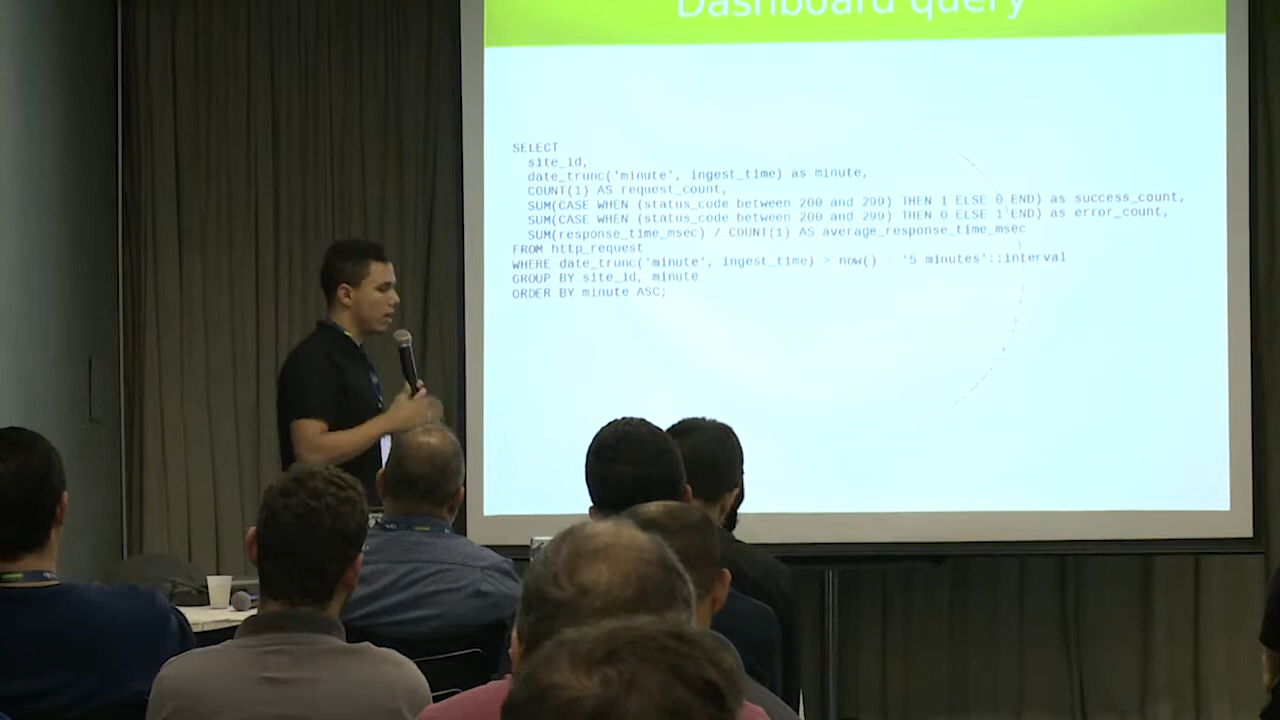 Dashboard query
SELECT
site_id,
date_trunc('minute', ingest_time) as minute,
COUNT(1) AS request_count,
SUM(CASE WHEN (status_code between 200 and 299) THEN 1 ELSE 0 END) as success_count,
SUM(CASE WHEN (status_code between 200 and 299) THEN 0 ELSE 1 END) as error_count,
SUM(response_time_msec) / COUNT(1) AS average_response_time_msec
FROM http_request
WHERE date_trunc('minute', ingest_time) > now() - '5 minutes'::interval
GROUP BY site_id, minute
ORDER BY minute ASC;